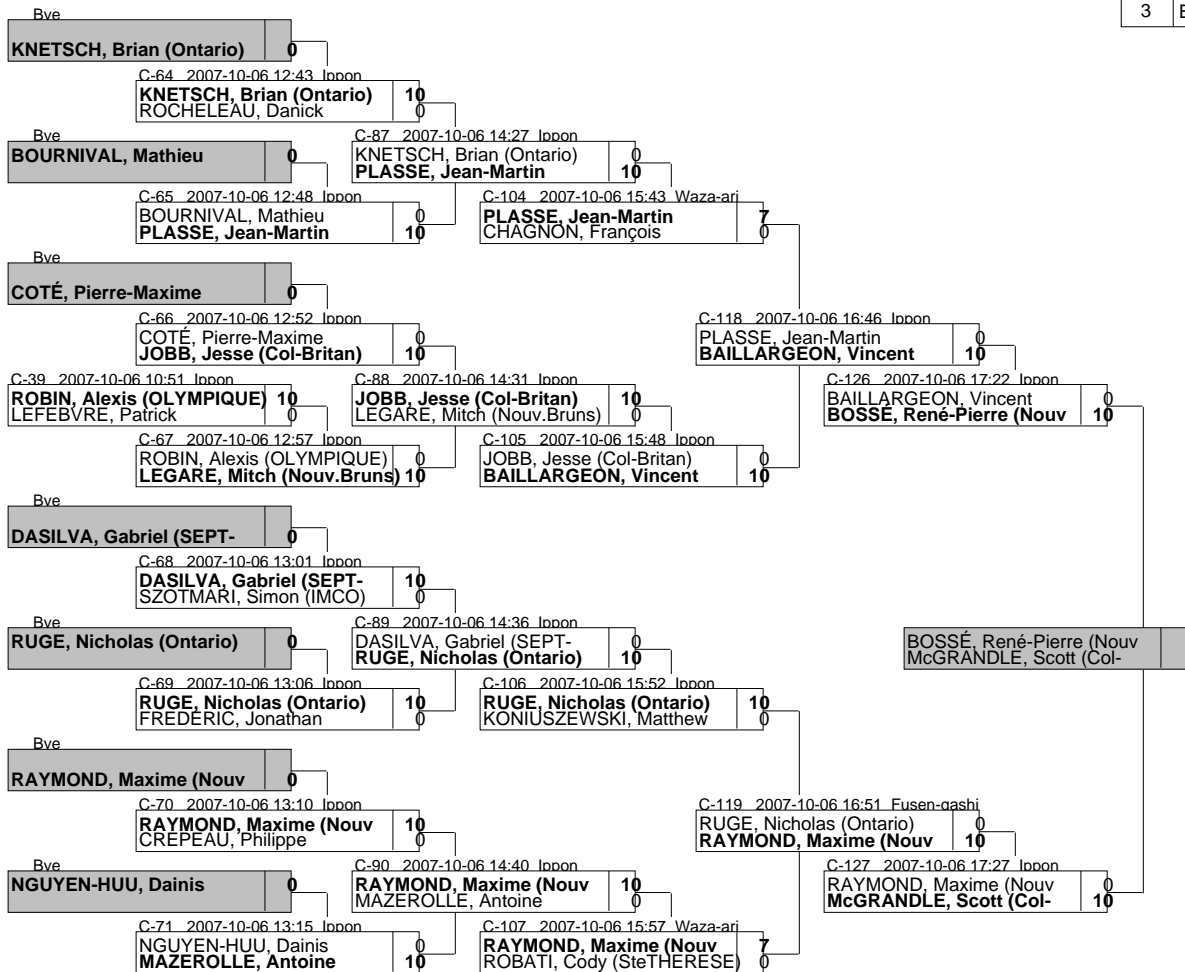 3 E
Bye
KNETSCH, Brian (Ontario) 0
C-64 2007-10-06 12:43 Ippon
KNETSCH, Brian (Ontario) 10
ROCHELEAU, Danick 0
Bye
BOURNIVAL, Mathieu 0
C-87 2007-10-06 14:27 Ippon
KNETSCH, Brian (Ontario) 0
PLASSE, Jean-Martin 10
C-65 2007-10-06 12:48 Ippon
BOURNIVAL, Mathieu 0
PLASSE, Jean-Martin 10
C-104 2007-10-06 15:43 Waza-ari
PLASSE, Jean-Martin 7
CHAGNON, François 0
Bye
COTÉ, Pierre-Maxime 0
C-66 2007-10-06 12:52 Ippon
COTÉ, Pierre-Maxime 0
JOBB, Jesse (Col-Britan) 10
C-118 2007-10-06 16:46 Ippon
PLASSE, Jean-Martin 0
BAILLARGEON, Vincent 10
C-39 2007-10-06 10:51 Ippon
ROBIN, Alexis (OLYMPIQUE) 10
LEFEBVRE, Patrick 0
C-88 2007-10-06 14:31 Ippon
JOBB, Jesse (Col-Britan) 10
LEGARE, Mitch (Nouv.Bruns) 0
C-126 2007-10-06 17:22 Ippon
BAILLARGEON, Vincent 0
BOSSÉ, René-Pierre (Nouv 10
C-67 2007-10-06 12:57 Ippon
ROBIN, Alexis (OLYMPIQUE) 0
LEGARE, Mitch (Nouv.Bruns) 10
C-105 2007-10-06 15:48 Ippon
JOBB, Jesse (Col-Britan) 0
BAILLARGEON, Vincent 10
Bye
DASILVA, Gabriel (SEPT- 0
C-68 2007-10-06 13:01 Ippon
DASILVA, Gabriel (SEPT- 10
SZOTMARI, Simon (IMCO) 0
Bye
RUGE, Nicholas (Ontario) 0
C-89 2007-10-06 14:36 Ippon
DASILVA, Gabriel (SEPT- 0
RUGE, Nicholas (Ontario) 10
BOSSÉ, René-Pierre (Nouv
McGRANDLE, Scott (Col-
C-69 2007-10-06 13:06 Ippon
RUGE, Nicholas (Ontario) 10
FREDERIC, Jonathan 0
C-106 2007-10-06 15:52 Ippon
RUGE, Nicholas (Ontario) 10
KONIUSZEWSKI, Matthew 0
Bye
RAYMOND, Maxime (Nouv 0
C-70 2007-10-06 13:10 Ippon
RAYMOND, Maxime (Nouv 10
CREPEAU, Philippe 0
C-119 2007-10-06 16:51 Fusen-gashi
RUGE, Nicholas (Ontario) 0
RAYMOND, Maxime (Nouv 10
Bye
NGUYEN-HUU, Dainis 0
C-90 2007-10-06 14:40 Ippon
RAYMOND, Maxime (Nouv 10
MAZEROLLE, Antoine 0
C-127 2007-10-06 17:27 Ippon
RAYMOND, Maxime (Nouv 0
McGRANDLE, Scott (Col- 10
C-71 2007-10-06 13:15 Ippon
NGUYEN-HUU, Dainis 0
MAZEROLLE, Antoine 10
C-107 2007-10-06 15:57 Waza-ari
RAYMOND, Maxime (Nouv 7
ROBATI, Cody (SteTHERESE) 0